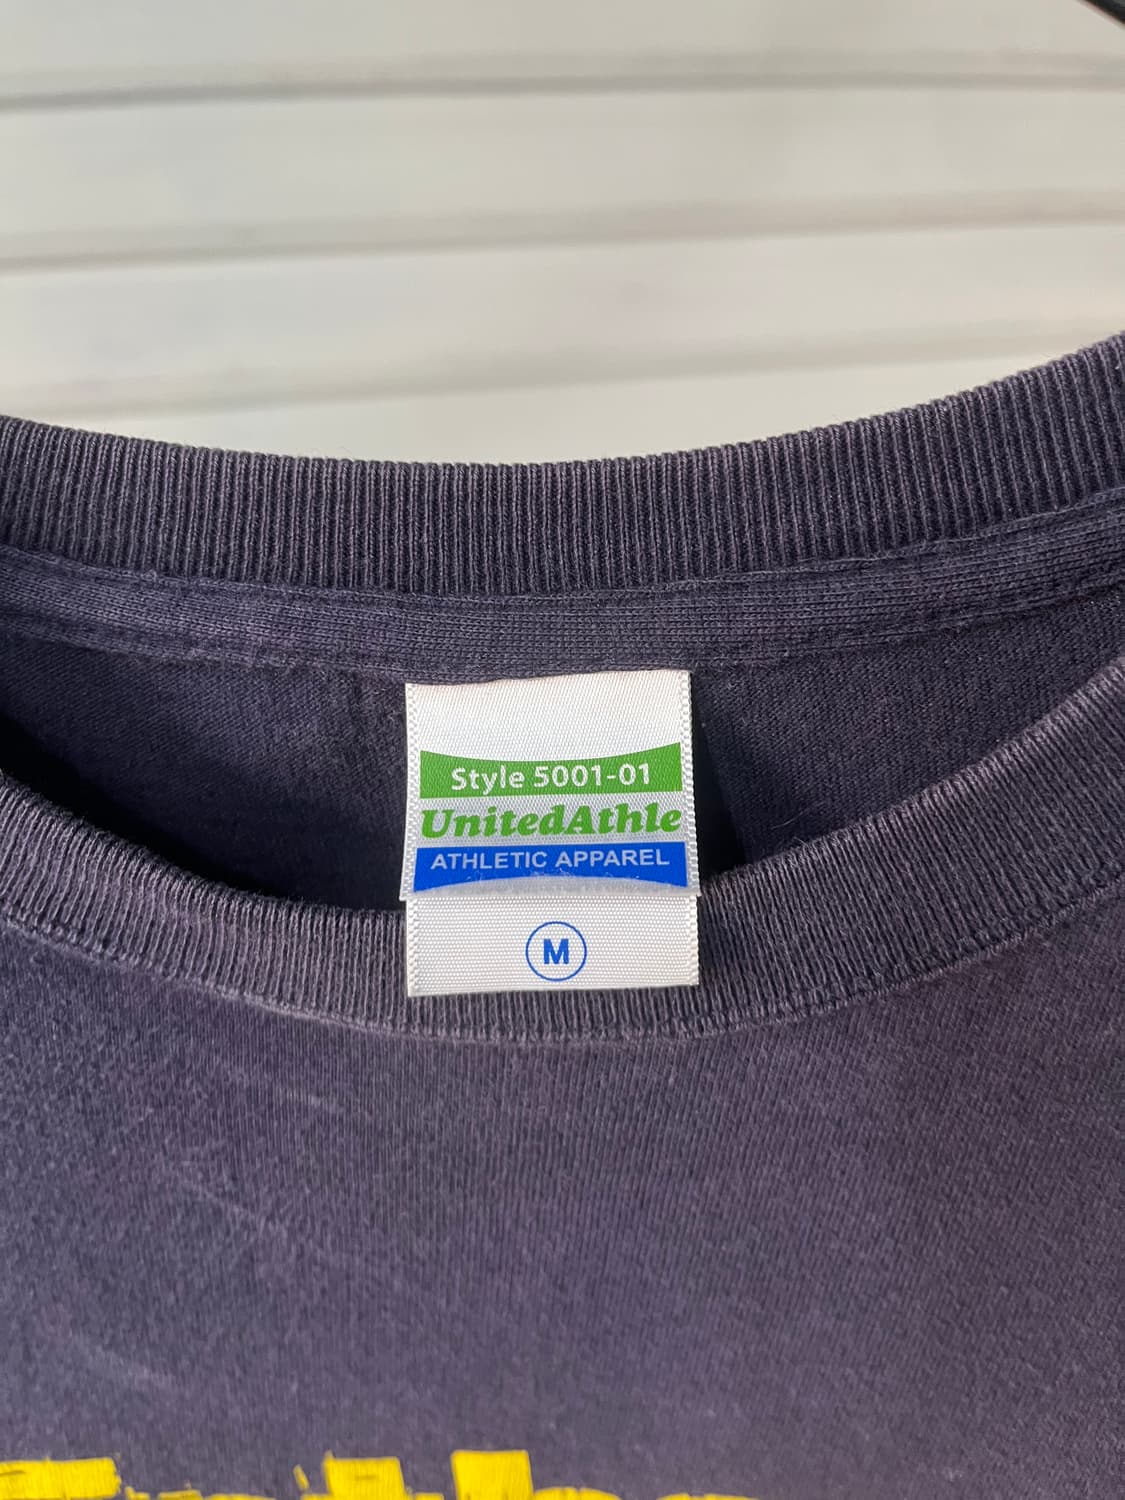 Style 5001-01
UnitedAthle
ATHLETIC APPAREL
M